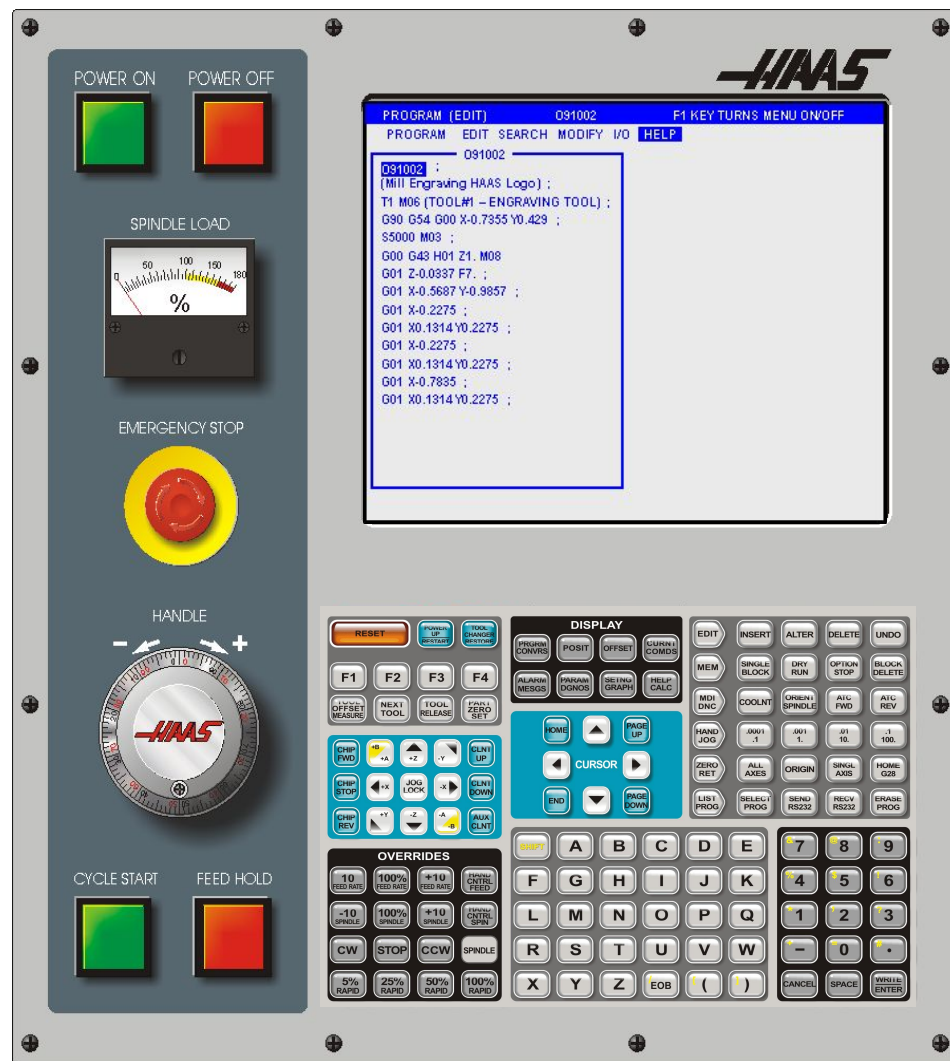 HAAS
POWER ON
POWER OFF
PROGRAM (EDIT) O91002 F1 KEY TURNS MENU ON/OFF
PROGRAM EDIT SEARCH MODIFY I/O HELP
O91002
O91002 ;
(Mill Engraving HAAS Logo) ;
T1 M06 (TOOL#1 – ENGRAVING TOOL) ;
G90 G54 G00 X-0.7355 Y0.429 ;
S5000 M03 ;
G00 G43 H01 Z1. M08
G01 Z-0.0337 F7. ;
G01 X-0.5687 Y-0.9857 ;
G01 X-0.2275 ;
G01 X0.1314 Y0.2275 ;
G01 X-0.2275 ;
G01 X0.1314 Y0.2275 ;
G01 X-0.7835 ;
G01 X0.1314 Y0.2275 ;
SPINDLE LOAD
0 50 100 150 180
%
EMERGENCY STOP
HANDLE
- +
HAAS
CYCLE START
FEED HOLD
RESET
POWER UP RESTART
TOOL CHANGER RESTORE
F1 F2 F3 F4
TOOL OFFSET MEASURE
NEXT TOOL
TOOL RELEASE
PART ZERO SET
CHIP FWD
+B +A
+Z
-Y
CLNT UP
CHIP STOP
+X
JOG LOCK
-X
CLNT DOWN
CHIP REV
+Y
-Z
-A -B
AUX CLNT
OVERRIDES
10 FEED RATE
100% FEED RATE
+10 FEED RATE
HAND CNTRL FEED
-10 SPINDLE
100% SPINDLE
+10 SPINDLE
HAND CNTRL SPIN
CW STOP CCW SPINDLE
5% RAPID
25% RAPID
50% RAPID
100% RAPID
DISPLAY
PRGRM CONVRS
POSIT
OFFSET
CURNT COMDS
ALARM MESGS
PARAM DGNOS
SETNG GRAPH
HELP CALC
HOME
PAGE UP
CURSOR
END
PAGE DOWN
SHIFT A B C D E
F G H I J K
L M N O P Q
R S T U V W
X Y Z EOB ( )
EDIT INSERT ALTER DELETE UNDO
MEM
SINGLE BLOCK
DRY RUN
OPTION STOP
BLOCK DELETE
MDI DNC
COOLNT
ORIENT SPINDLE
ATC FWD
ATC REV
HAND JOG
.0001 .1
.001 1.
.01 10.
.1 100.
ZERO RET
ALL AXES
ORIGIN
SINGL AXIS
HOME G28
LIST PROG
SELECT PROG
SEND RS232
RECV RS232
ERASE PROG
7 8 9
4 5 6
1 2 3
- 0 .
CANCEL SPACE
WRITE ENTER